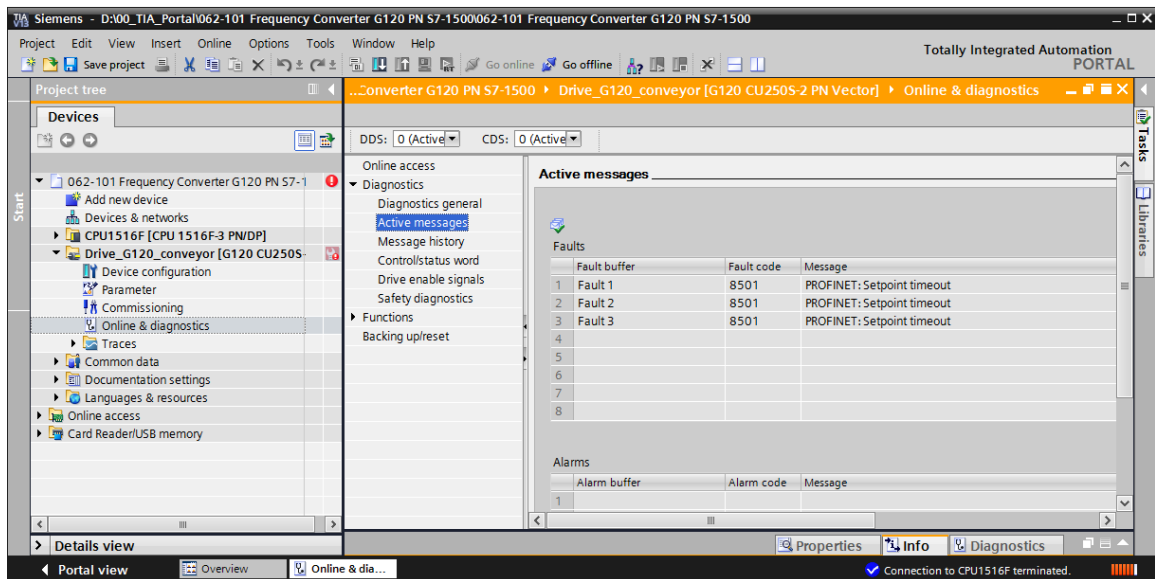 Siemens - D:\00_TIA_Portal\062-101 Frequency Converter G120 PN S7-1500\062-101 Frequency Converter G120 PN S7-1500
Project Edit View Insert Online Options Tools Window Help
Totally Integrated Automation
PORTAL
Save project
Go online
Go offline
Project tree
...Converter G120 PN S7-1500 Drive_G120_conveyor [G120 CU250S-2 PN Vector] Online & diagnostics
Devices
DDS: 0 (Active
CDS: 0 (Active
Start
062-101 Frequency Converter G120 PN S7-1
Add new device
Devices & networks
CPU1516F [CPU 1516F-3 PN/DP]
Drive_G120_conveyor [G120 CU250S-
Device configuration
Parameter
Commissioning
Online & diagnostics
Traces
Common data
Documentation settings
Languages & resources
Online access
Card Reader/USB memory
Online access
Diagnostics
Diagnostics general
Active messages
Message history
Control/status word
Drive enable signals
Safety diagnostics
Functions
Backing up/reset
Active messages
Faults
Fault buffer Fault code Message
1 Fault 1 8501 PROFINET: Setpoint timeout
2 Fault 2 8501 PROFINET: Setpoint timeout
3 Fault 3 8501 PROFINET: Setpoint timeout
4
5
6
7
8
Alarms
Alarm buffer Alarm code Message
1
Tasks
Libraries
Details view
Properties Info Diagnostics
Portal view Overview Online & dia... Connection to CPU1516F terminated.